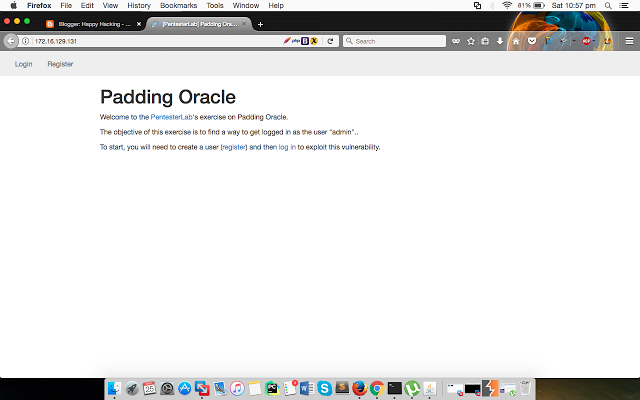 Firefox File Edit View History Bookmarks Tools Window Help
81% Sat 10:57 pm
Blogger: Happy Hacking - ...
[PentesterLab] Padding Ora...
172.16.129.131
php
Search
Login Register
Padding Oracle
Welcome to the PentesterLab's exercise on Padding Oracle.
The objective of this exercise is to find a way to get logged in as the user "admin"..
To start, you will need to create a user (register) and then log in to exploit this vulnerability.